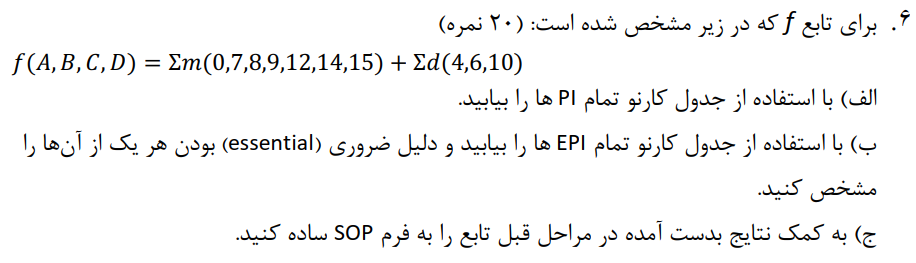 ۶. برای تابع f که در زیر مشخص شده است: (۲۰ نمره)
f(A,B,C,D) = Σm(0,7,8,9,12,14,15) + Σd(4,6,10)
الف) با استفاده از جدول کارنو تمام PI ها را بیابید.
ب) با استفاده از جدول کارنو تمام EPI ها را بیابید و دلیل ضروری (essential) بودن هر یک از آن‌ها را
مشخص کنید.
ج) به کمک نتایج بدست آمده در مراحل قبل تابع را به فرم SOP ساده کنید.